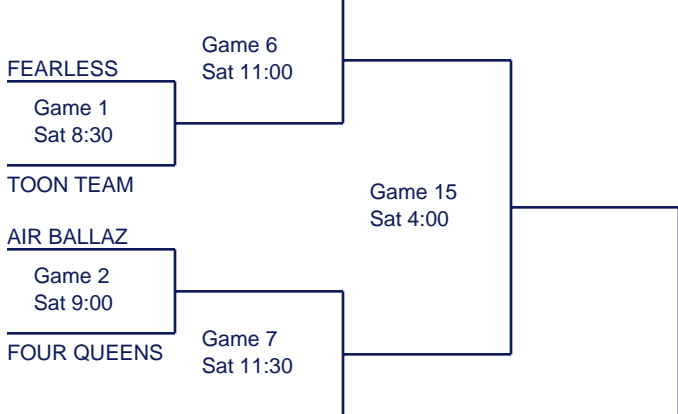 Game 6
Sat 11:00
FEARLESS
Game 1
Sat 8:30
TOON TEAM
Game 15
Sat 4:00
AIR BALLAZ
Game 2
Sat 9:00
FOUR QUEENS
Game 7
Sat 11:30